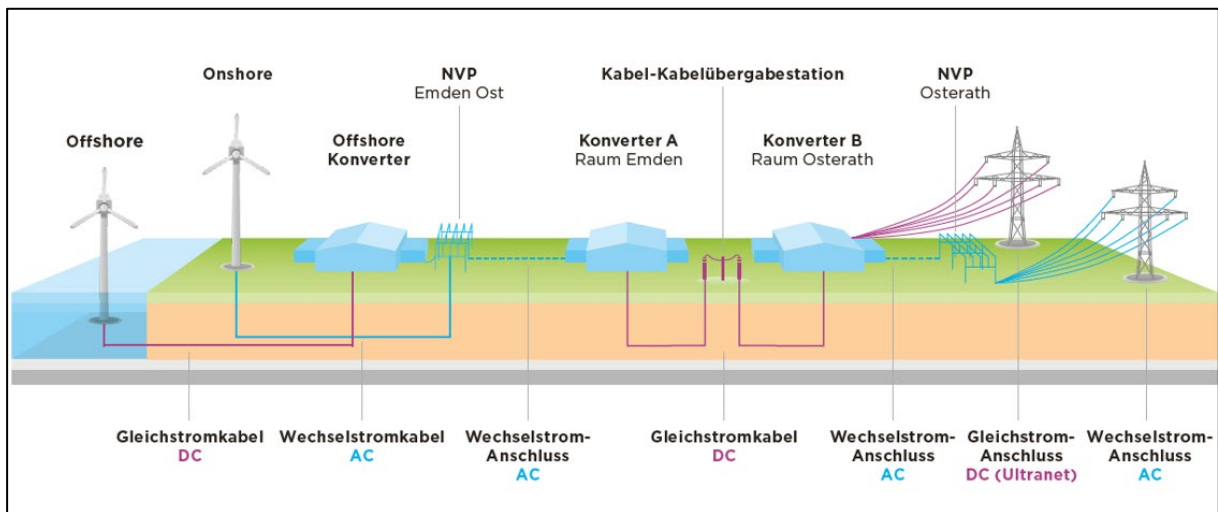 Onshore
NVP
Emden Ost
Kabel-Kabelübergabestation
NVP
Osterath
Offshore
Offshore
Konverter
Konverter A
Raum Emden
Konverter B
Raum Osterath
Gleichstromkabel
DC
Wechselstromkabel
AC
Wechselstrom-
Anschluss
AC
Gleichstromkabel
DC
Wechselstrom-
Anschluss
AC
Gleichstrom-
Anschluss
DC (Ultranet)
Wechselstrom-
Anschluss
AC